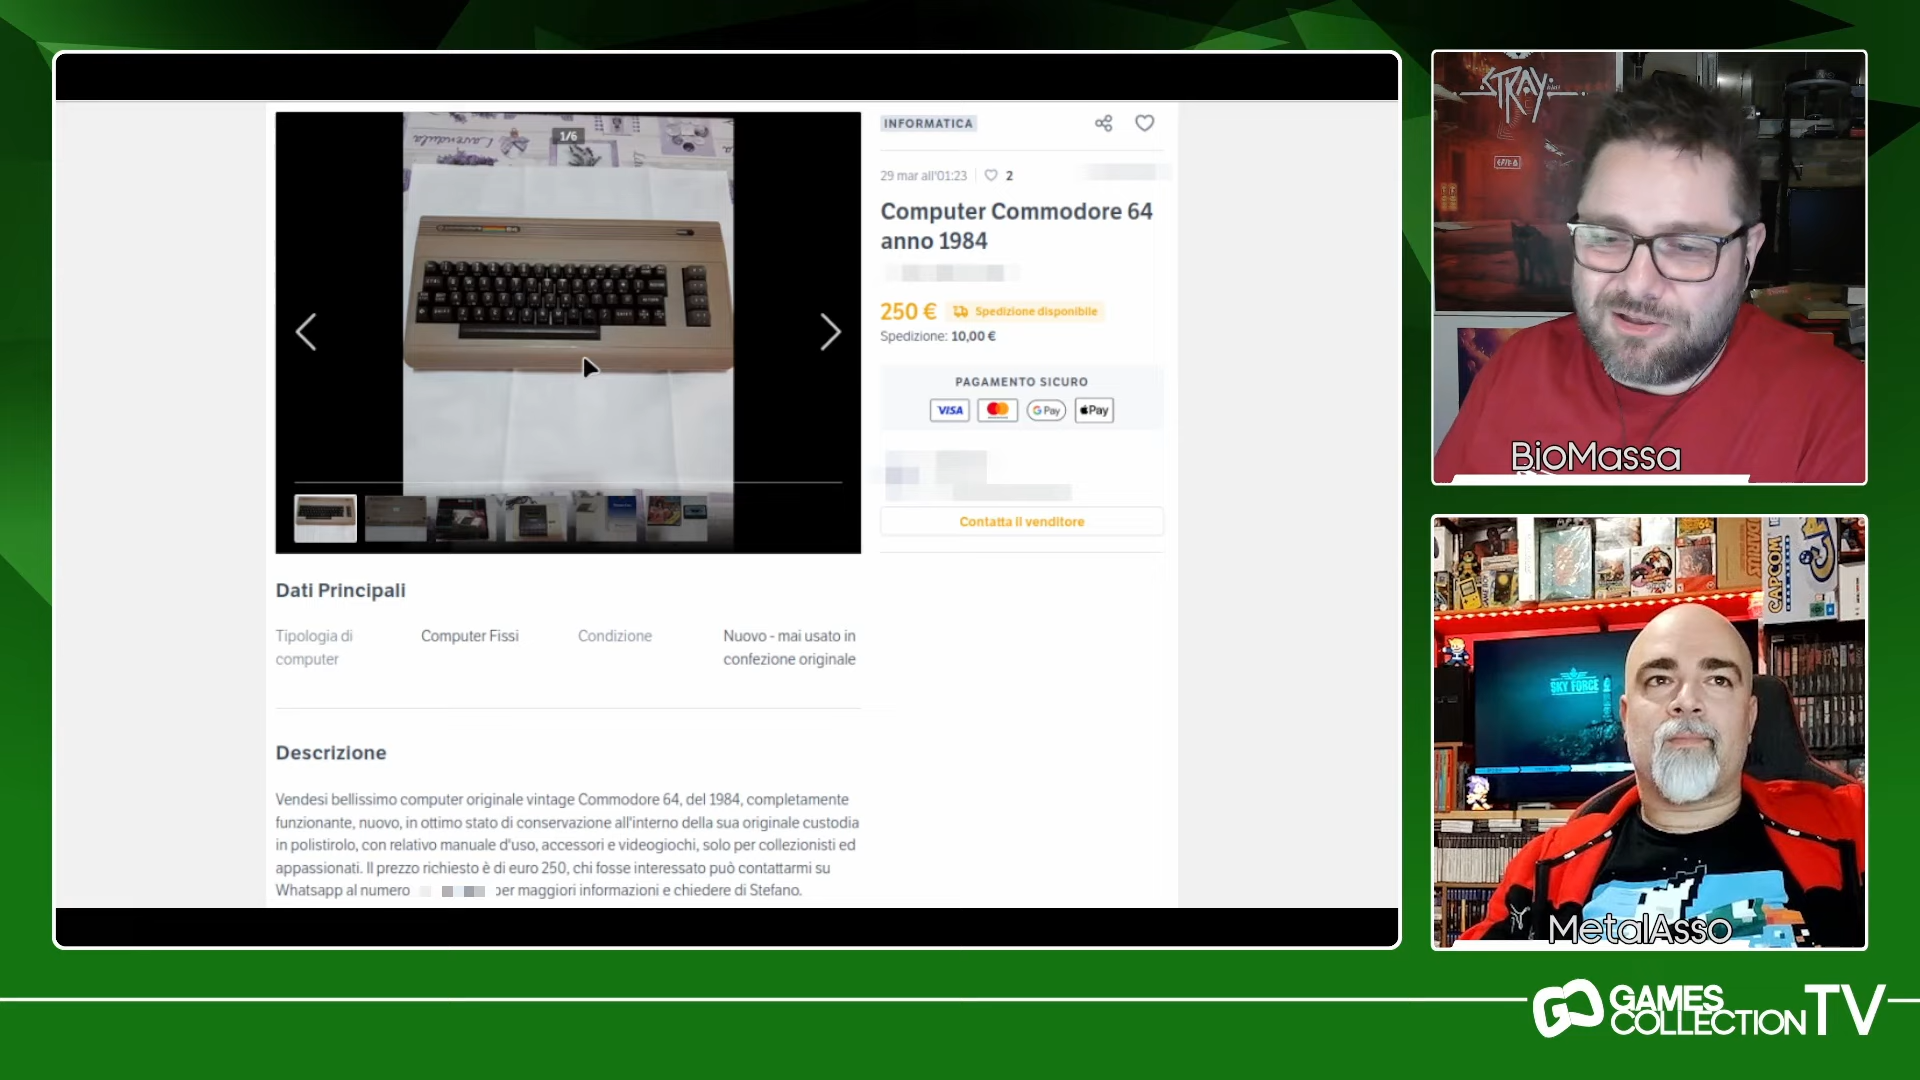 1/6
Lavendula
commodore 64
INFORMATICA
29 mar all'01:23
2
Computer Commodore 64
anno 1984
250 €
Spedizione disponibile
Spedizione: 10,00 €
PAGAMENTO SICURO
VISA
G Pay
Pay
Contatta il venditore
Dati Principali
Tipologia di
computer
Computer Fissi
Condizione
Nuovo - mai usato in
confezione originale
Descrizione
Vendesi bellissimo computer originale vintage Commodore 64, del 1984, completamente
funzionante, nuovo, in ottimo stato di conservazione all'interno della sua originale custodia
in polistirolo, con relativo manuale d'uso, accessori e videogiochi, solo per collezionisti ed
appassionati. Il prezzo richiesto è di euro 250, chi fosse interessato può contattarmi su
Whatsapp al numero
per maggiori informazioni e chiedere di Stefano.
STRAY
BioMassa
CAPCOM
DARIUS
SKY FORCE
MetalAsso
GAMES
COLLECTION
TV